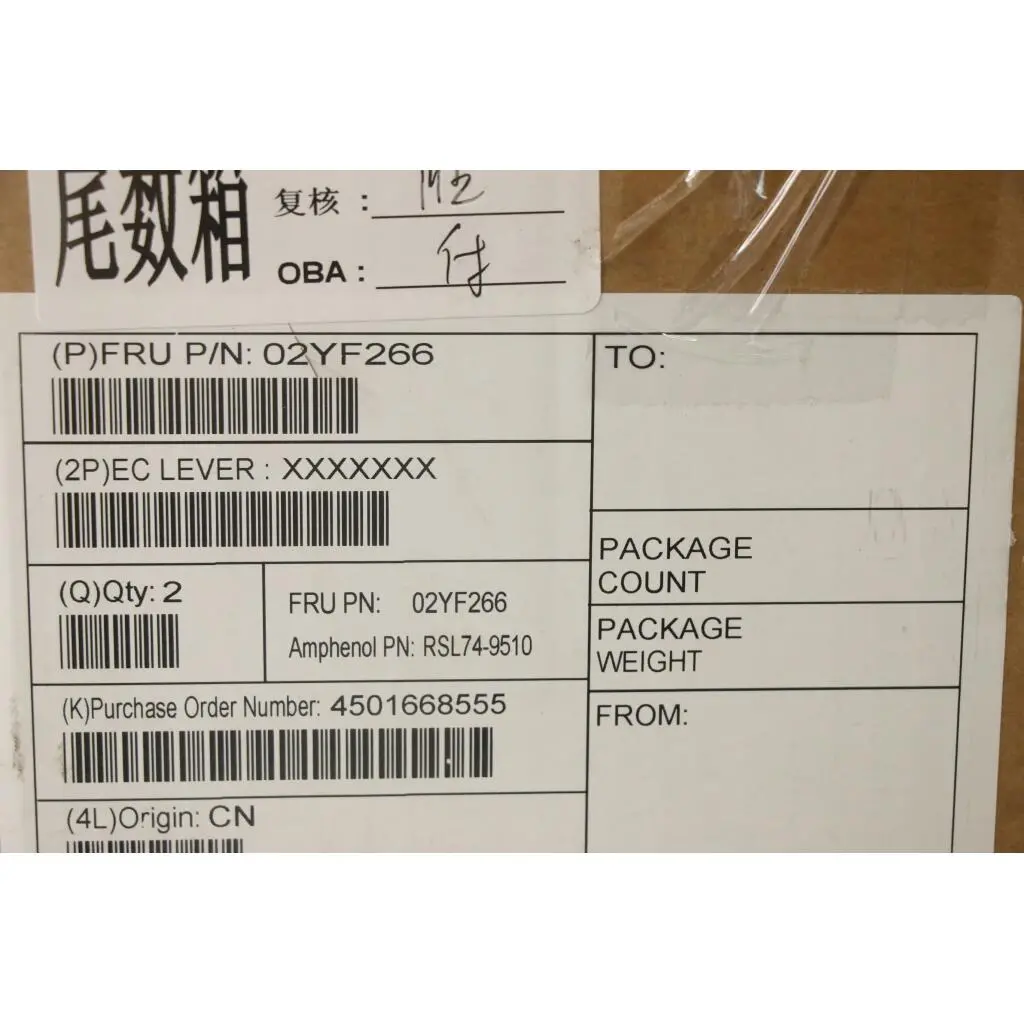 尾数箱
复核：
OBA：付
(P)FRU P/N: 02YF266
(2P)EC LEVER : XXXXXXX
(Q)Qty: 2
FRU PN: 02YF266
Amphenol PN: RSL74-9510
(K)Purchase Order Number: 4501668555
(4L)Origin: CN
TO:
PACKAGE
COUNT
PACKAGE
WEIGHT
FROM: